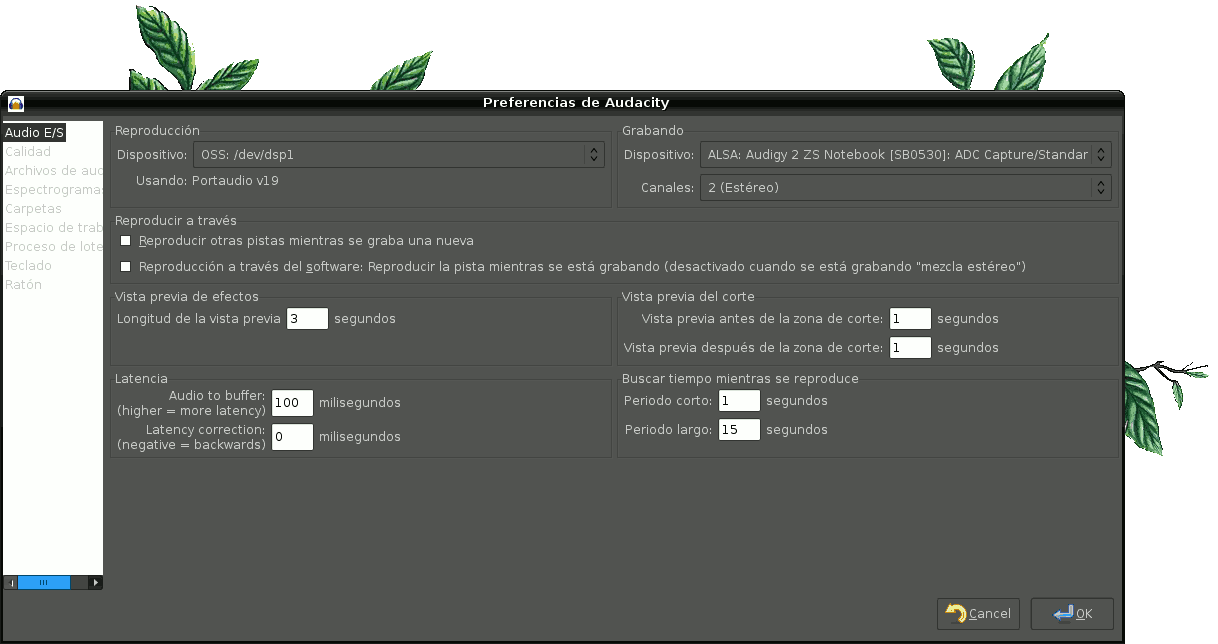 Preferencias de Audacity
Audio E/S
Calidad
Archivos de aud
Espectrogramas
Carpetas
Espacio de trab
Proceso de lote
Teclado
Ratón
Reproducción
Dispositivo: OSS: /dev/dsp1
Usando: Portaudio v19
Grabando
Dispositivo: ALSA: Audigy 2 ZS Notebook [SB0530]: ADC Capture/Standar
Canales: 2 (Estéreo)
Reproducir a través
Reproducir otras pistas mientras se graba una nueva
Reproducción a través del software: Reproducir la pista mientras se está grabando (desactivado cuando se está grabando "mezcla estéreo")
Vista previa de efectos
Longitud de la vista previa 3 segundos
Vista previa del corte
Vista previa antes de la zona de corte: 1 segundos
Vista previa después de la zona de corte: 1 segundos
Latencia
Audio to buffer:
(higher = more latency) 100 milisegundos
Latency correction:
(negative = backwards) 0 milisegundos
Buscar tiempo mientras se reproduce
Periodo corto: 1 segundos
Periodo largo: 15 segundos
Cancel
OK